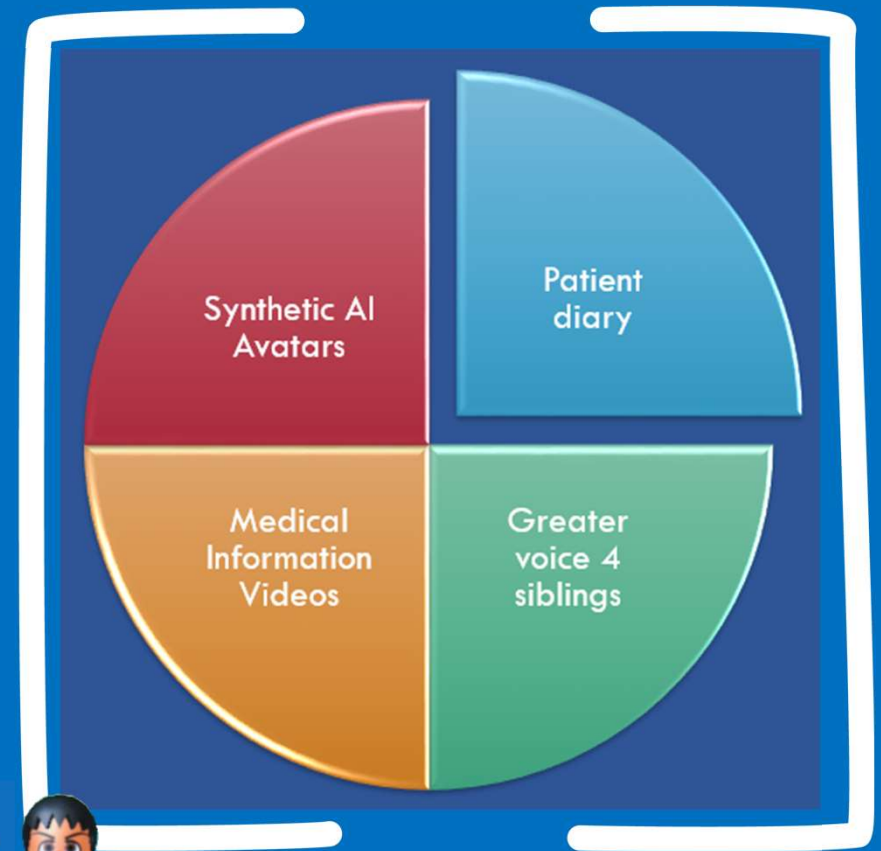 Synthetic AI
Avatars
Patient
diary
Medical
Information
Videos
Greater
voice 4
siblings